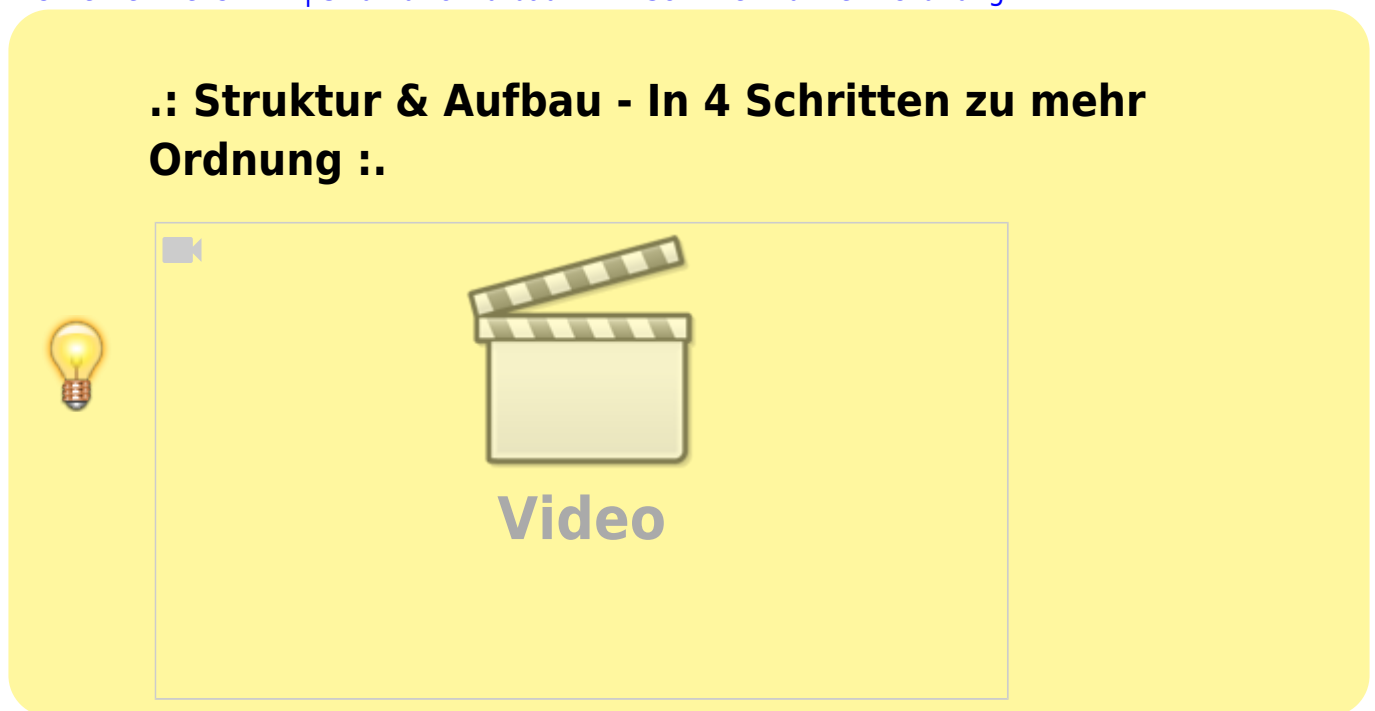 .: Struktur & Aufbau - In 4 Schritten zu mehr
Ordnung :.
Video